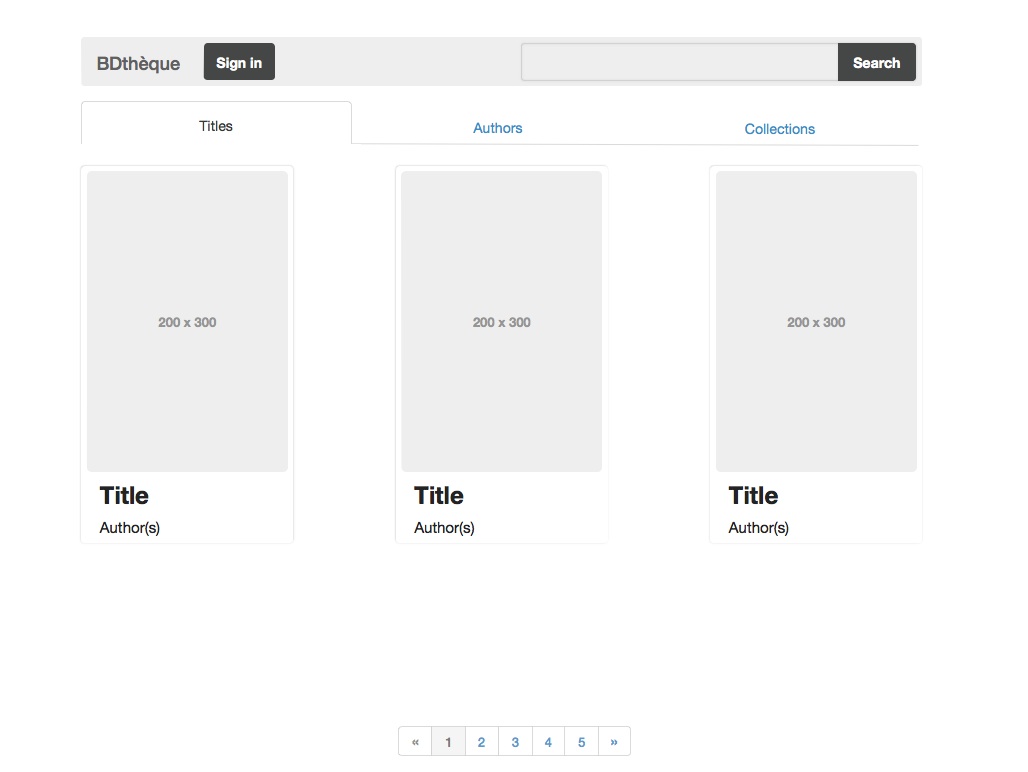 BDthèque Sign in Search
Titles Authors Collections
200 x 300 200 x 300 200 x 300
Title Title Title
Author(s) Author(s) Author(s)
« 1 2 3 4 5 »